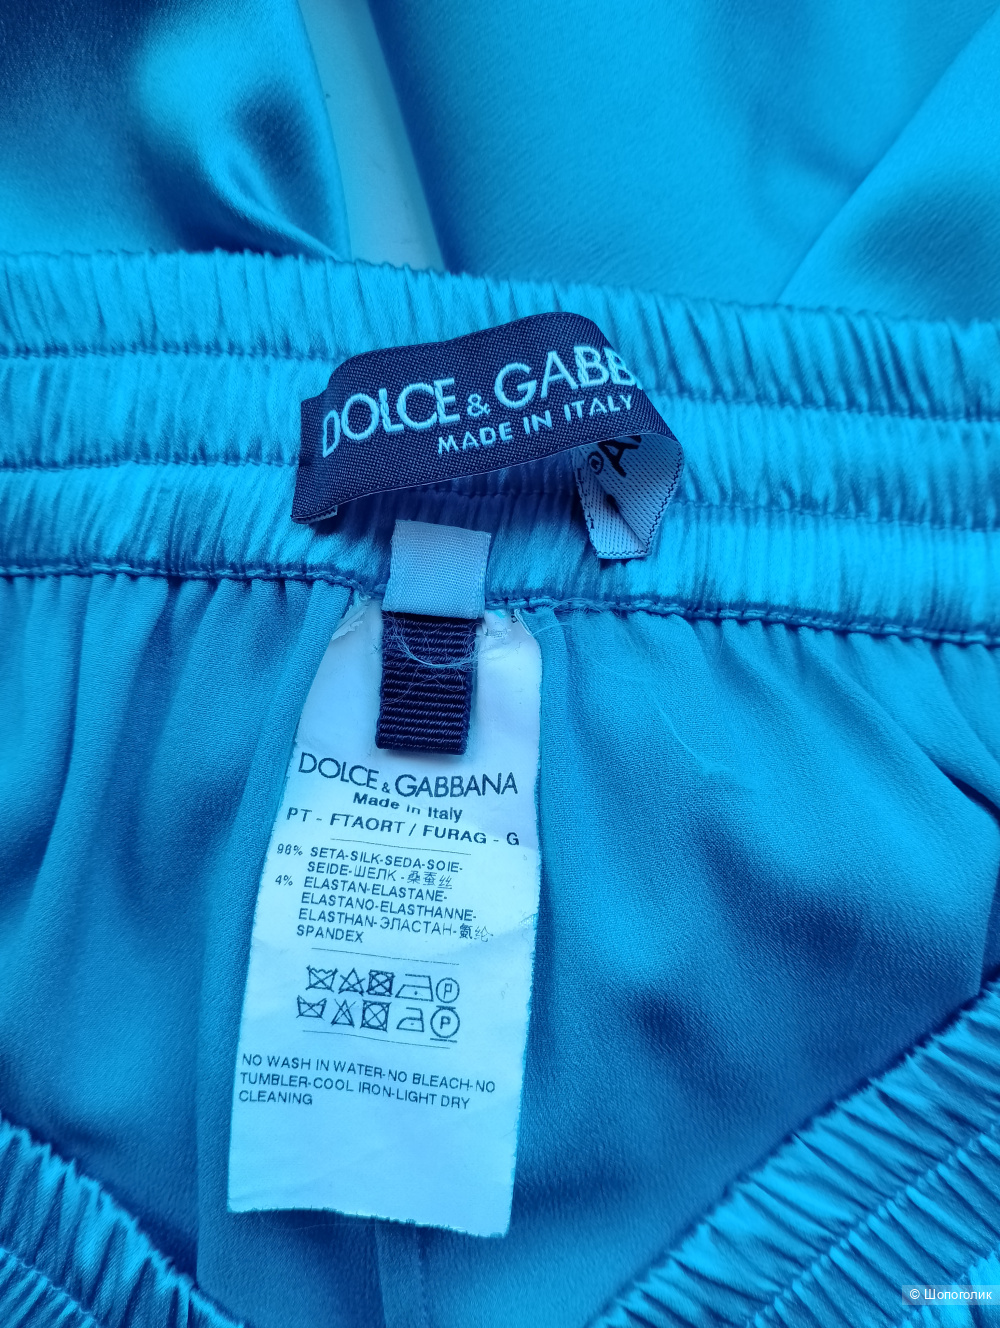 DOLCE & GABB
MADE IN ITALY
DOLCE & GABBANA
Made in Italy
PT - FTAORT / FURAG - G
96% SETA-SILK-SEDA-SOIE-
SEIDE-ШЕЛК-桑蚕丝
4% ELASTAN-ELASTANE-
ELASTANO-ELASTHANNE-
ELASTHAN-ЭЛАСТАН-氨纶-
SPANDEX
P
P
NO WASH IN WATER-NO BLEACH-NO
TUMBLER-COOL IRON-LIGHT DRY
CLEANING
© Шопоголик